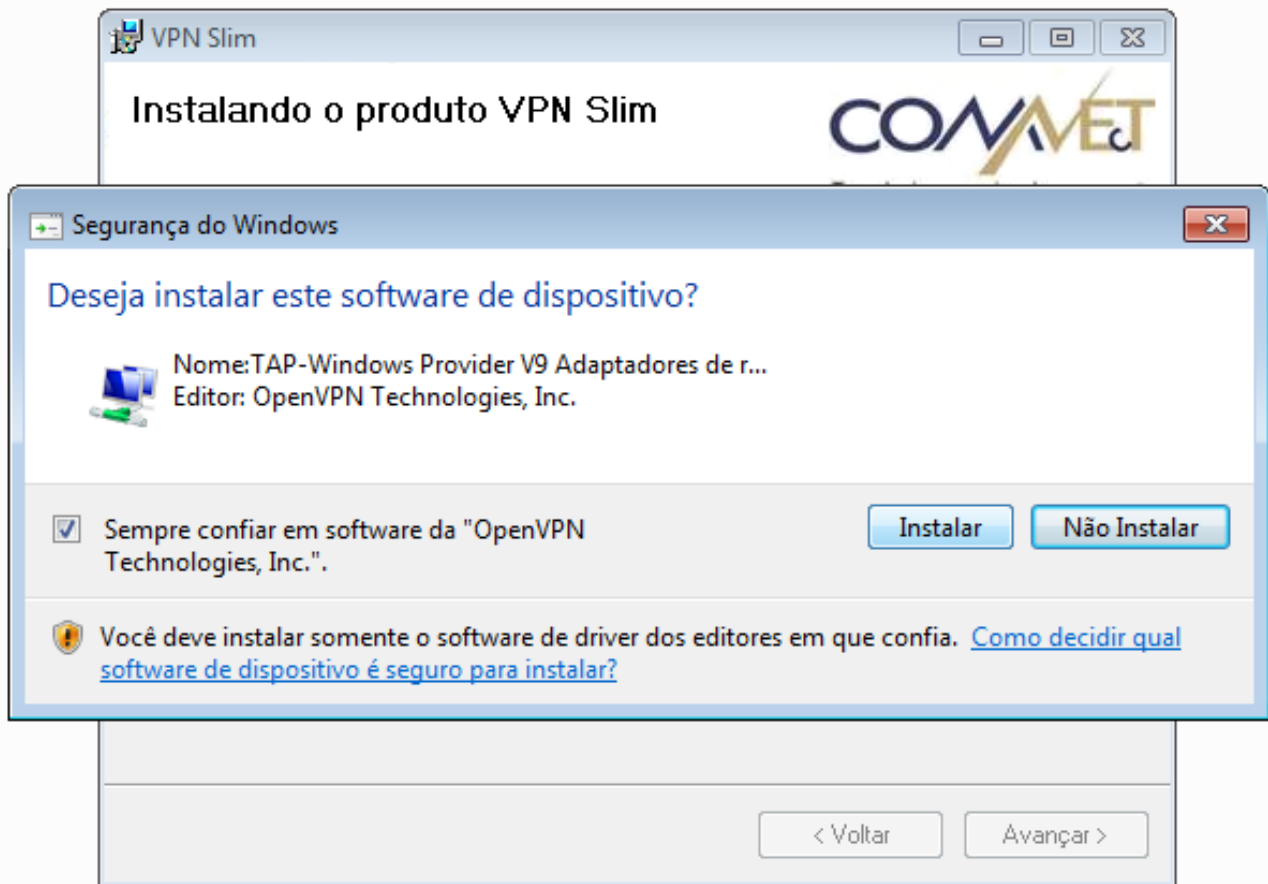 VPN Slim
Instalando o produto VPN Slim
CONNECT
Segurança do Windows
Deseja instalar este software de dispositivo?
Nome:TAP-Windows Provider V9 Adaptadores de r...
Editor: OpenVPN Technologies, Inc.
Sempre confiar em software da "OpenVPN
Technologies, Inc.".
Instalar
Não Instalar
Você deve instalar somente o software de driver dos editores em que confia. Como decidir qual
software de dispositivo é seguro para instalar?
< Voltar
Avançar >